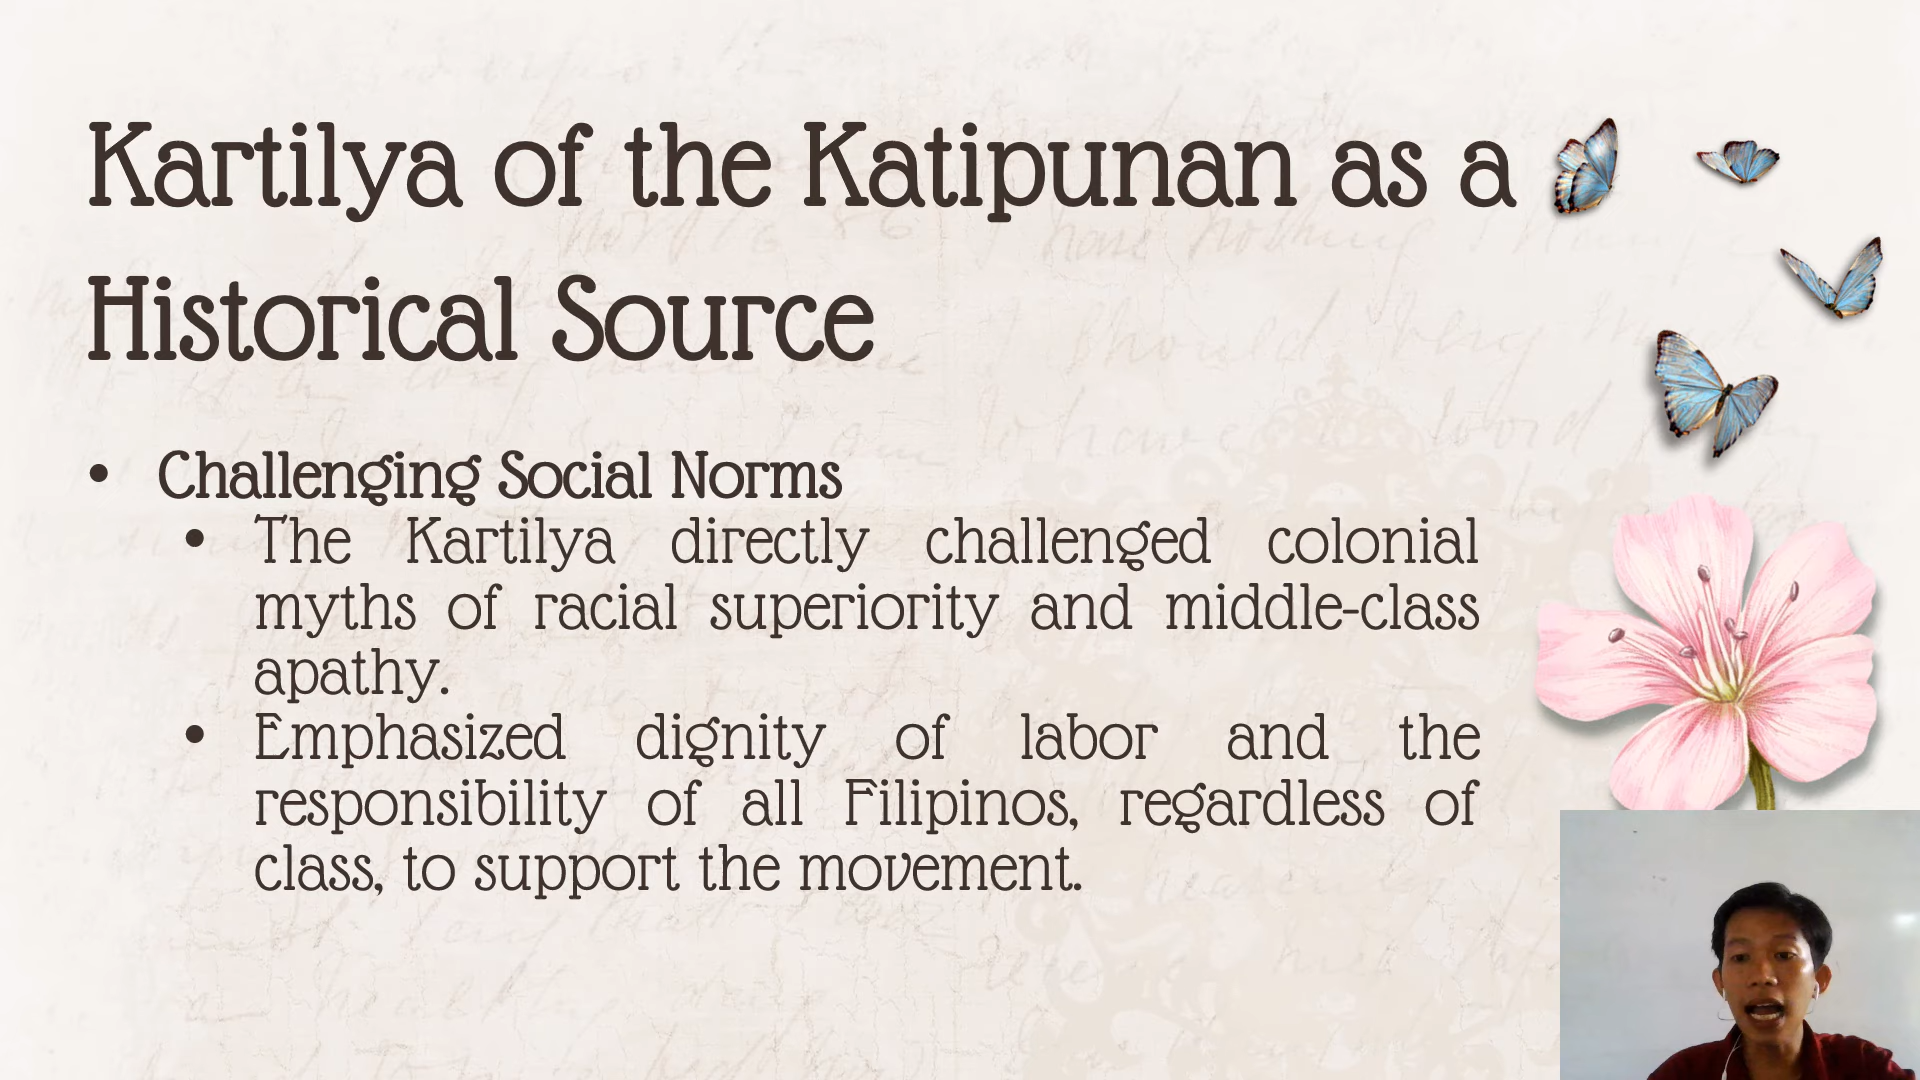 Kartilya of the Katipunan as a
Historical Source
• Challenging Social Norms
• The Kartilya directly challenged colonial
myths of racial superiority and middle-class
apathy.
• Emphasized dignity of labor and the
responsibility of all Filipinos, regardless of
class, to support the movement.